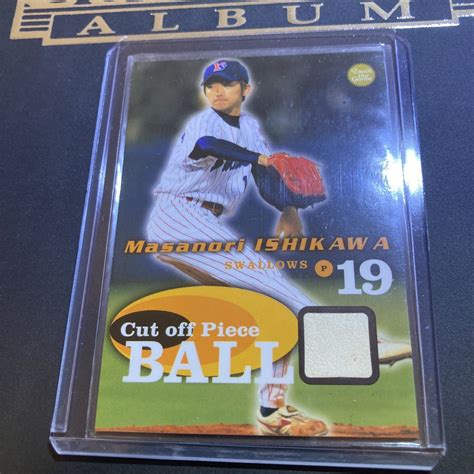 ALBUM
Masanori ISHIKAWA
SWALLOWS P 19
Cut off Piece
BALL